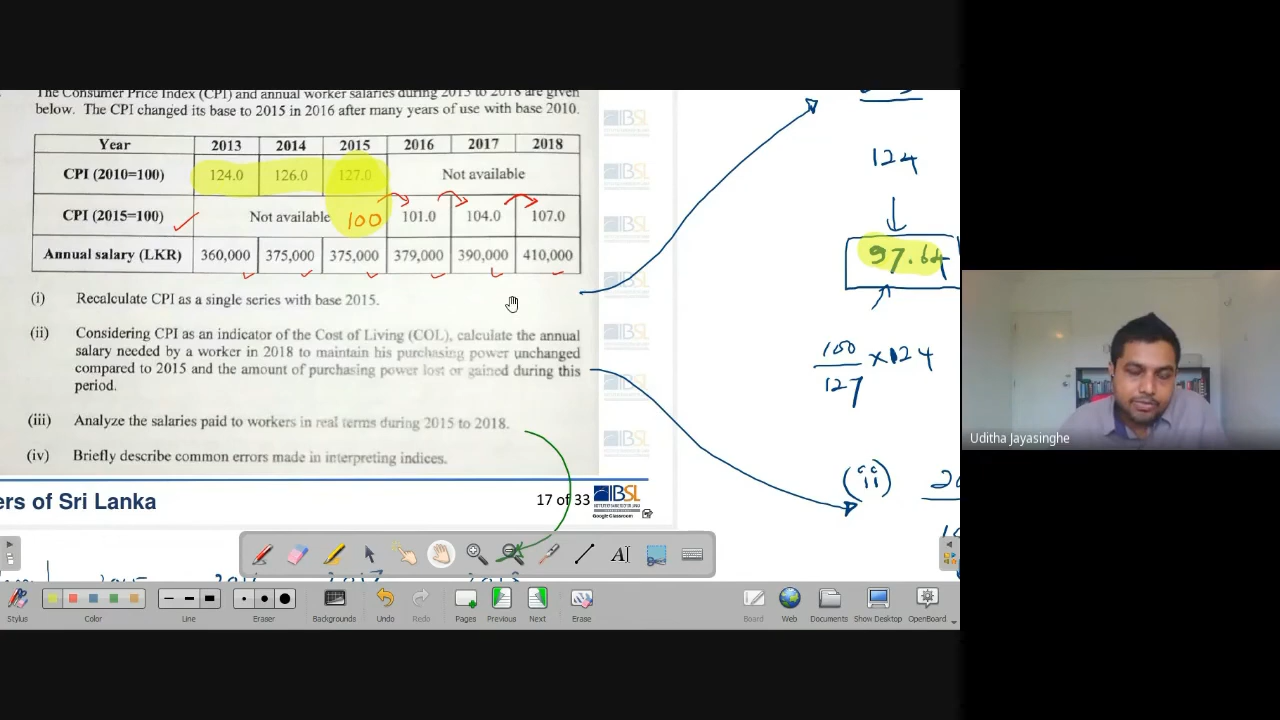 The Consumer Price Index (CPI) and annual worker salaries during 2013 to 2018 are given
below. The CPI changed its base to 2015 in 2016 after many years of use with base 2010.
Year 2013 2014 2015 2016 2017 2018
CPI (2010=100) 124.0 126.0 127.0 Not available
CPI (2015=100) Not available 100 101.0 104.0 107.0
Annual salary (LKR) 360,000 375,000 375,000 379,000 390,000 410,000
(i) Recalculate CPI as a single series with base 2015.
(ii) Considering CPI as an indicator of the Cost of Living (COL), calculate the annual
salary needed by a worker in 2018 to maintain his purchasing power unchanged
compared to 2015 and the amount of purchasing power lost or gained during this
period.
(iii) Analyze the salaries paid to workers in real terms during 2015 to 2018.
(iv) Briefly describe common errors made in interpreting indices.
ers of Sri Lanka
17 of 33
IBSL
Google Classroom
124
97.64
100
127
×124
(ii)
Uditha Jayasinghe
Stylus Color Line Eraser Backgrounds Undo Redo Pages Previous Next Erase Board Web Documents Show Desktop OpenBoard